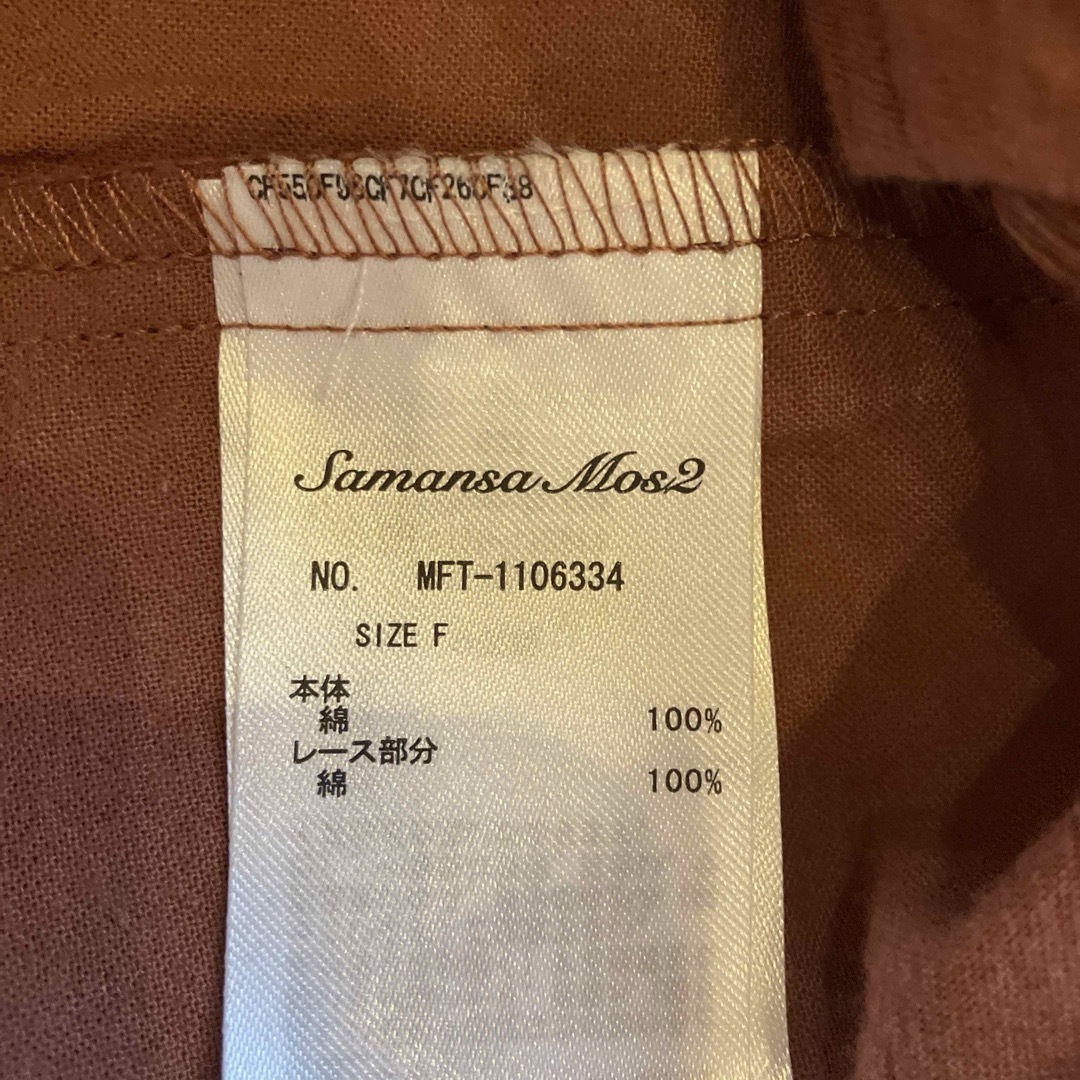 Samansa Mos2
NO. MFT-1106334
SIZE F
本体
綿 100%
レース部分
綿 100%